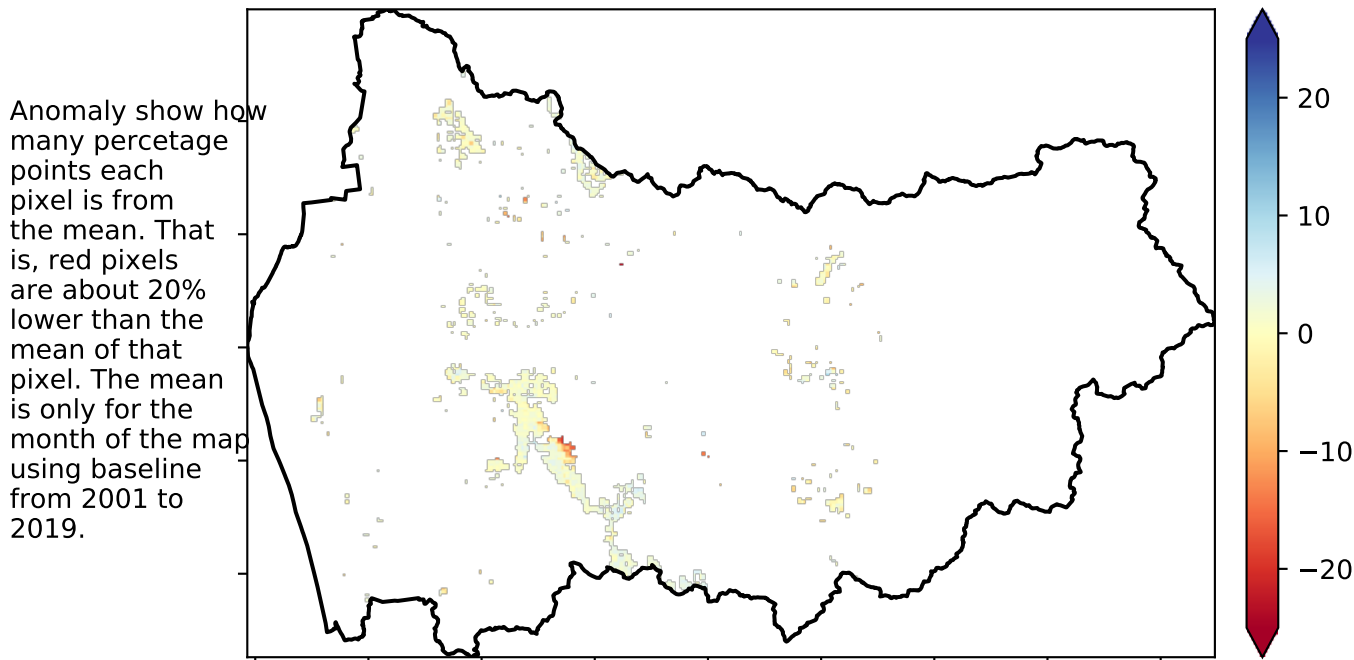 Anomaly show how
many percetage
points each
pixel is from
the mean. That
is, red pixels
are about 20%
lower than the
mean of that
pixel. The mean
is only for the
month of the map
using baseline
from 2001 to
2019.
20
10
0
−10
−20